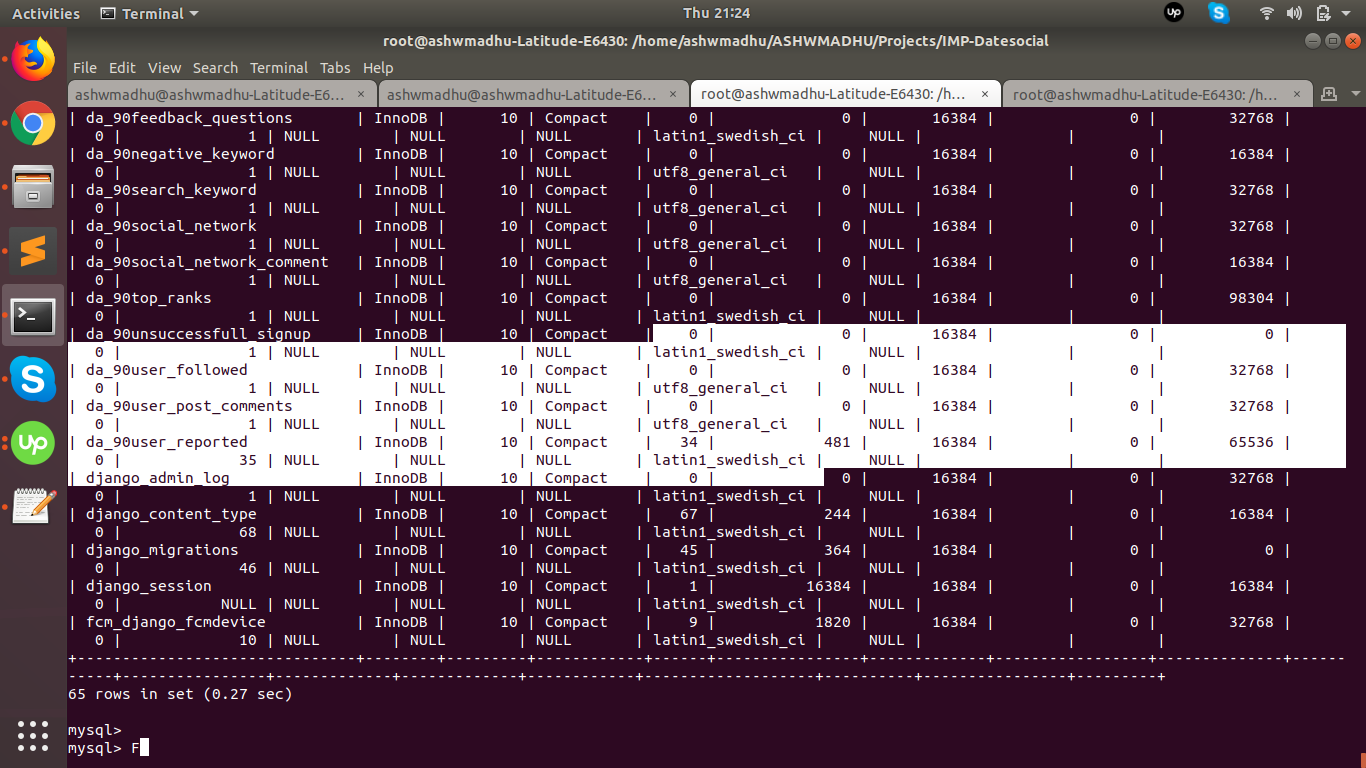 Activities Terminal Thu 21:24 up S
root@ashwmadhu-Latitude-E6430: /home/ashwmadhu/ASHWMADHU/Projects/IMP-Datesocial
File Edit View Search Terminal Tabs Help
ashwmadhu@ashwmadhu-Latitude-E6... × ashwmadhu@ashwmadhu-Latitude-E6... × root@ashwmadhu-Latitude-E6430: /h... × root@ashwmadhu-Latitude-E6430: /h... ×
| da_90feedback_questions | InnoDB | 10 | Compact | 0 | 0 | 16384 | 0 | 32768 |
0 | 1 | NULL | NULL | NULL | latin1_swedish_ci | NULL | | |
| da_90negative_keyword | InnoDB | 10 | Compact | 0 | 0 | 16384 | 0 | 16384 |
0 | 1 | NULL | NULL | NULL | utf8_general_ci | NULL | | |
| da_90search_keyword | InnoDB | 10 | Compact | 0 | 0 | 16384 | 0 | 32768 |
0 | 1 | NULL | NULL | NULL | utf8_general_ci | NULL | | |
| da_90social_network | InnoDB | 10 | Compact | 0 | 0 | 16384 | 0 | 32768 |
0 | 1 | NULL | NULL | NULL | utf8_general_ci | NULL | | |
| da_90social_network_comment | InnoDB | 10 | Compact | 0 | 0 | 16384 | 0 | 16384 |
0 | 1 | NULL | NULL | NULL | utf8_general_ci | NULL | | |
| da_90top_ranks | InnoDB | 10 | Compact | 0 | 0 | 16384 | 0 | 98304 |
0 | 1 | NULL | NULL | NULL | latin1_swedish_ci | NULL | | |
| da_90unsuccessfull_signup | InnoDB | 10 | Compact | 0 | 0 | 16384 | 0 | 0 |
0 | 1 | NULL | NULL | NULL | latin1_swedish_ci | NULL | | |
| da_90user_followed | InnoDB | 10 | Compact | 0 | 0 | 16384 | 0 | 32768 |
0 | 1 | NULL | NULL | NULL | utf8_general_ci | NULL | | |
| da_90user_post_comments | InnoDB | 10 | Compact | 0 | 0 | 16384 | 0 | 32768 |
0 | 1 | NULL | NULL | NULL | utf8_general_ci | NULL | | |
| da_90user_reported | InnoDB | 10 | Compact | 34 | 481 | 16384 | 0 | 65536 |
0 | 35 | NULL | NULL | NULL | latin1_swedish_ci | NULL | | |
| django_admin_log | InnoDB | 10 | Compact | 0 | 0 | 16384 | 0 | 32768 |
0 | 1 | NULL | NULL | NULL | latin1_swedish_ci | NULL | | |
| django_content_type | InnoDB | 10 | Compact | 67 | 244 | 16384 | 0 | 16384 |
0 | 68 | NULL | NULL | NULL | latin1_swedish_ci | NULL | | |
| django_migrations | InnoDB | 10 | Compact | 45 | 364 | 16384 | 0 | 0 |
0 | 46 | NULL | NULL | NULL | latin1_swedish_ci | NULL | | |
| django_session | InnoDB | 10 | Compact | 1 | 16384 | 16384 | 0 | 16384 |
0 | NULL | NULL | NULL | NULL | latin1_swedish_ci | NULL | | |
| fcm_django_fcmdevice | InnoDB | 10 | Compact | 9 | 1820 | 16384 | 0 | 32768 |
0 | 10 | NULL | NULL | NULL | latin1_swedish_ci | NULL | | |
+-------------------------------+--------+---------+------------+------+----------------+-------------+-----------------+--------------+------
-----+----------------+-------------+-------------+------------+-------------------+----------+----------------+---------+
65 rows in set (0.27 sec)
mysql>
mysql> F
S
up